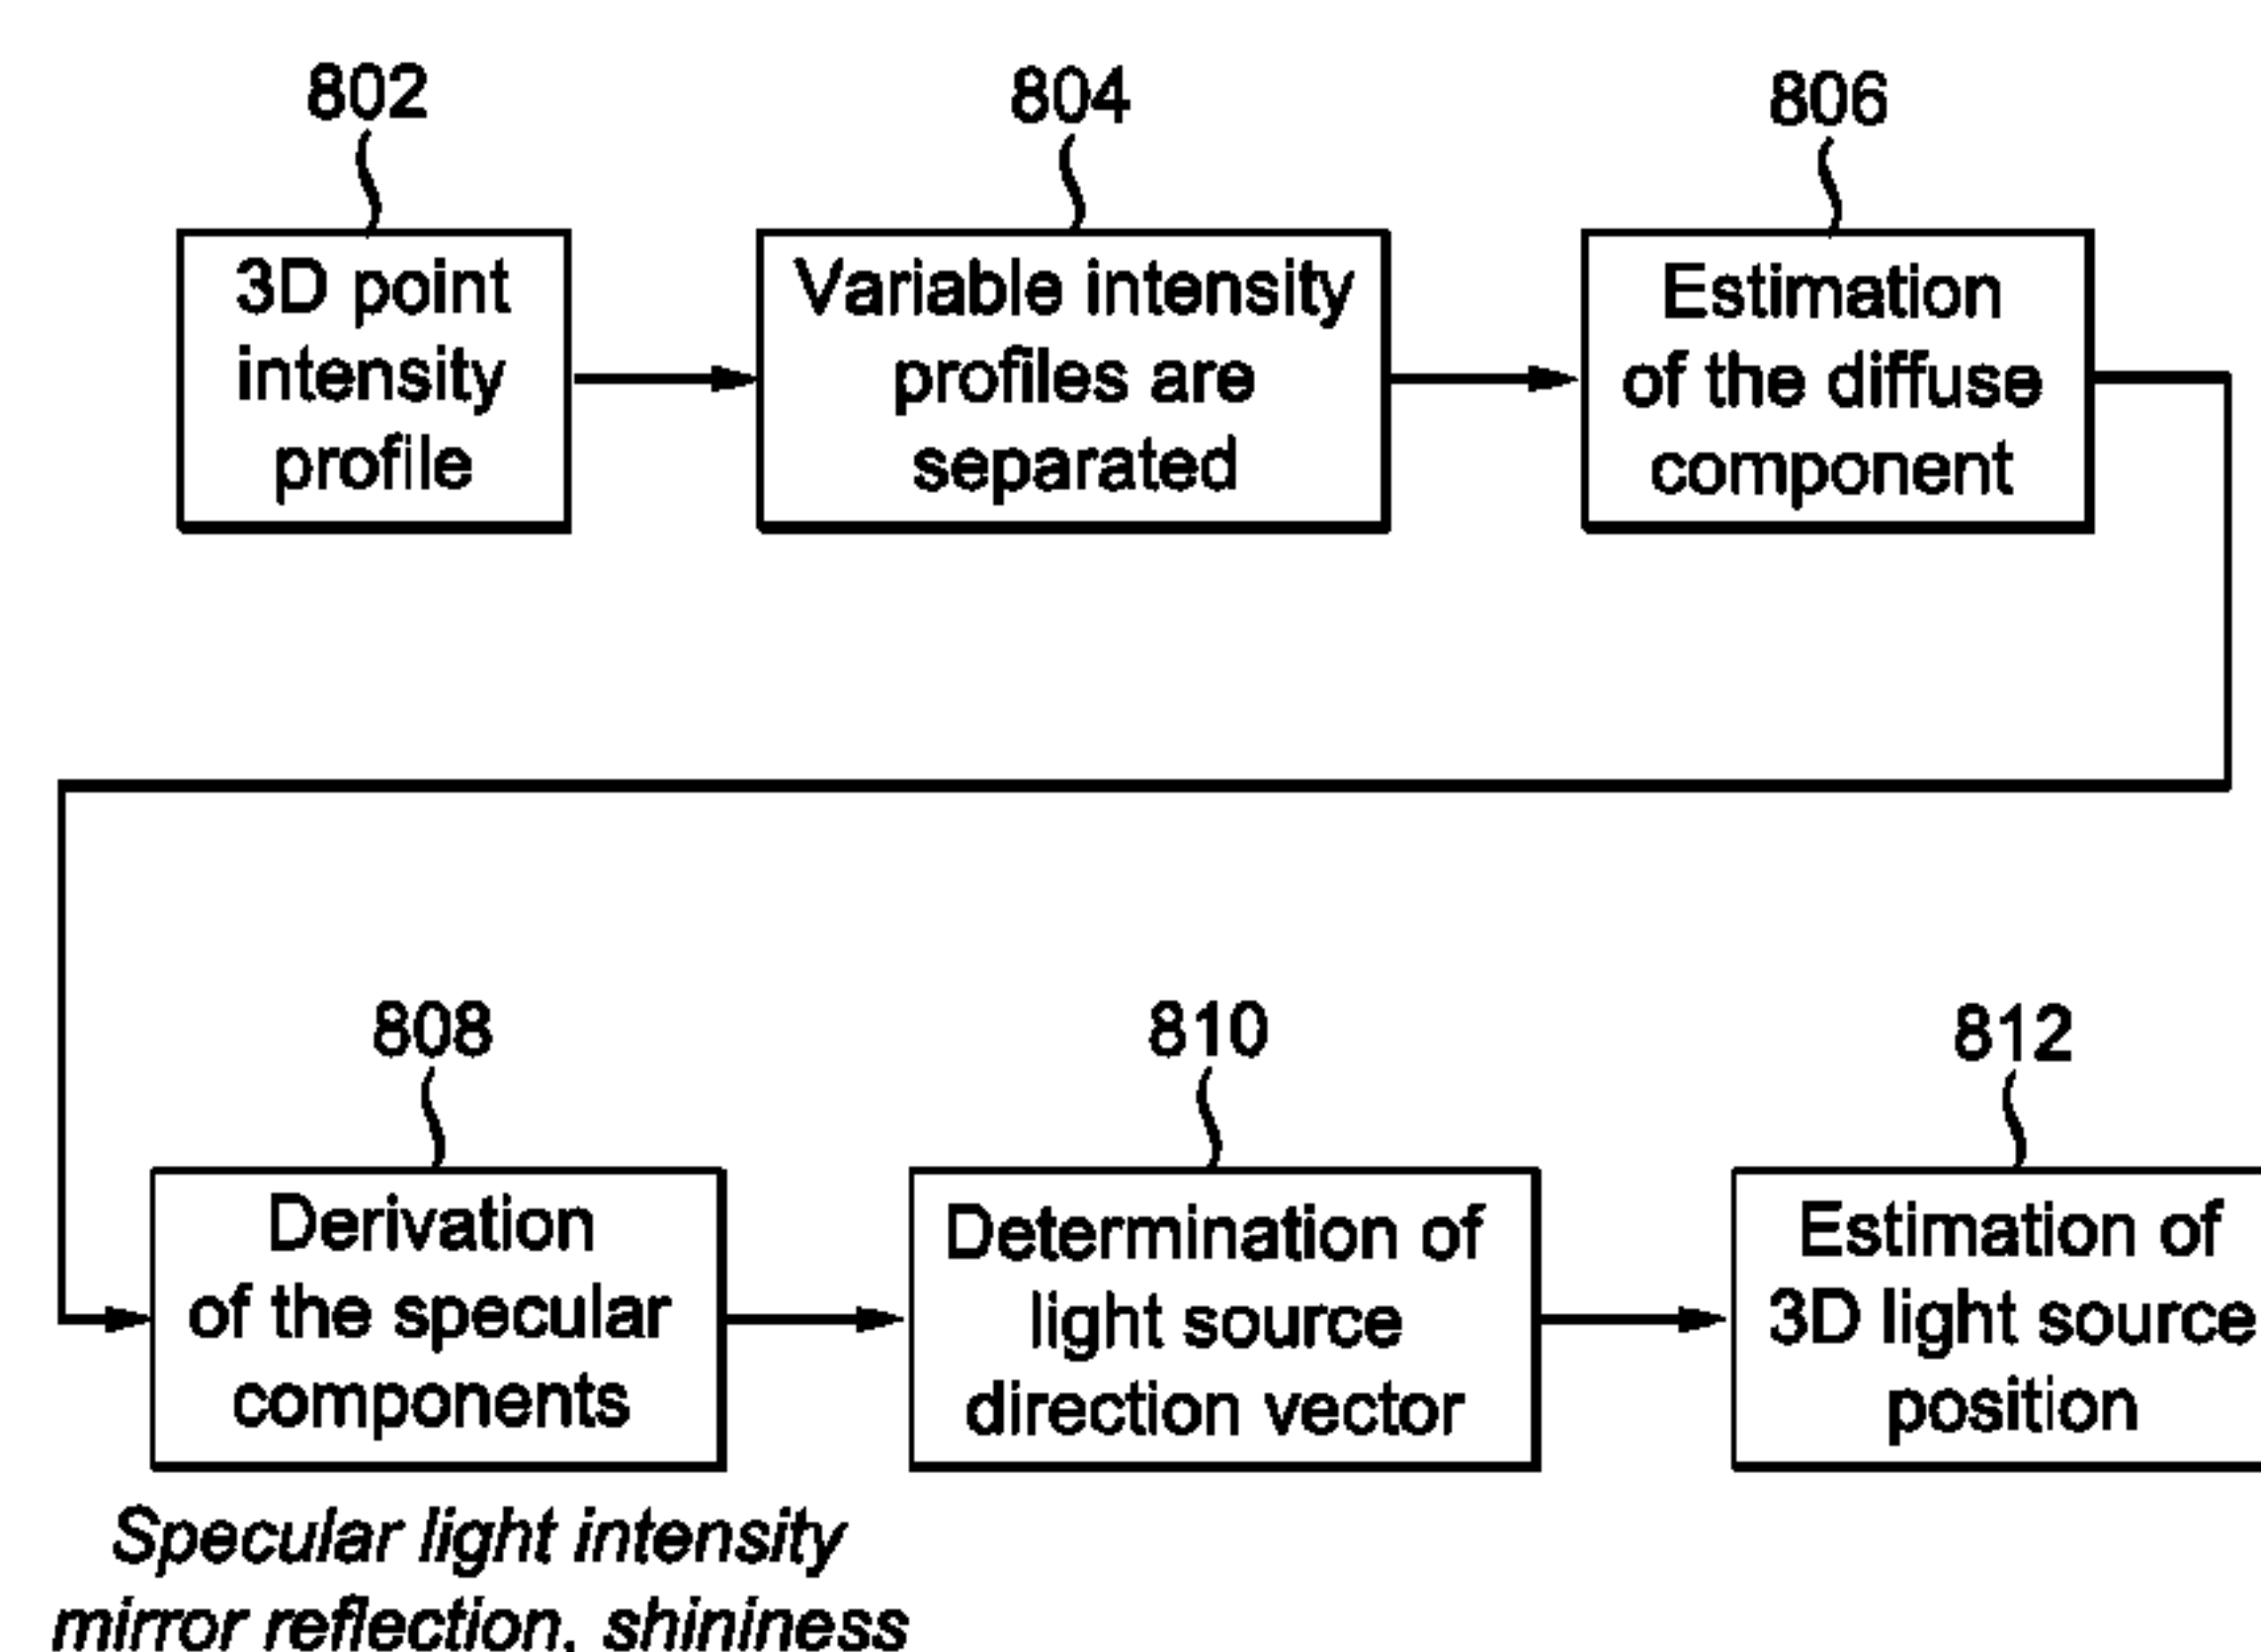 802
804
806
3D point
intensity
profile
Variable intensity
profiles are
separated
Estimation
of the diffuse
component
808
810
812
Derivation
of the specular
components
Determination of
light source
direction vector
Estimation of
3D light source
position
Specular light intensity
mirror reflection, shininess